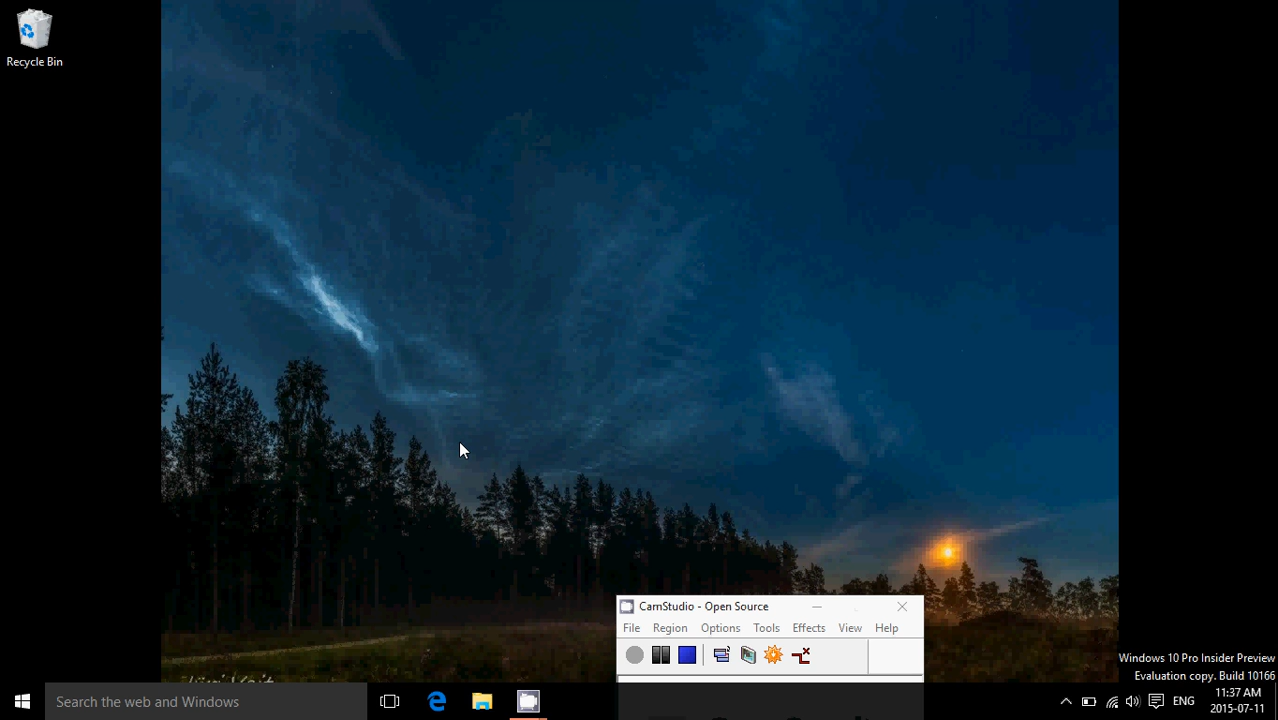 Recycle Bin
CamStudio - Open Source
File Region Options Tools Effects View Help
Windows 10 Pro Insider Preview
Evaluation copy. Build 10166
Search the web and Windows
ENG
11:37 AM
2015-07-11